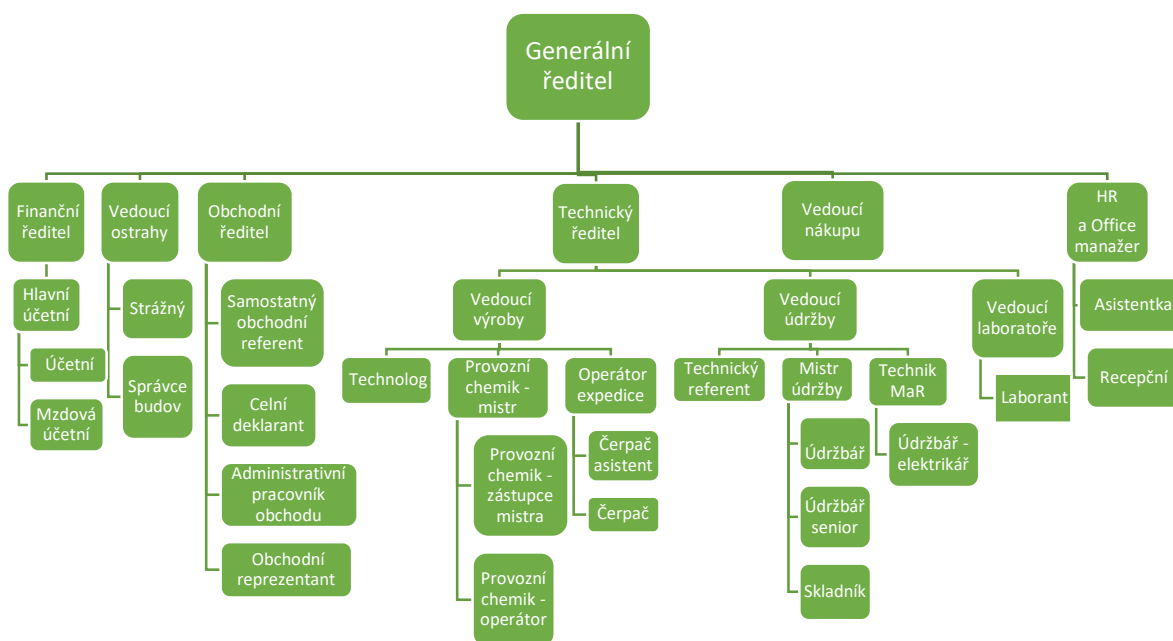 Generální
ředitel
Finanční
ředitel
Vedoucí
ostrahy
Obchodní
ředitel
Technický
ředitel
Vedoucí
nákupu
HR
a Office
manažer
Hlavní
účetní
Účetní
Mzdová
účetní
Strážný
Správce
budov
Samostatný
obchodní
referent
Celní
deklarant
Administrativní
pracovník
obchodu
Obchodní
reprezentant
Vedoucí
výroby
Technolog
Provozní
chemik -
mistr
Provozní
chemik -
zástupce
mistra
Provozní
chemik -
operátor
Operátor
expedice
Čerpač
asistent
Čerpač
Vedoucí
údržby
Technický
referent
Mistr
údržby
Údržbář
Údržbář
senior
Skladník
Technik
MaR
Údržbář -
elektrikář
Vedoucí
laboratoře
Laborant
Asistentka
Recepční